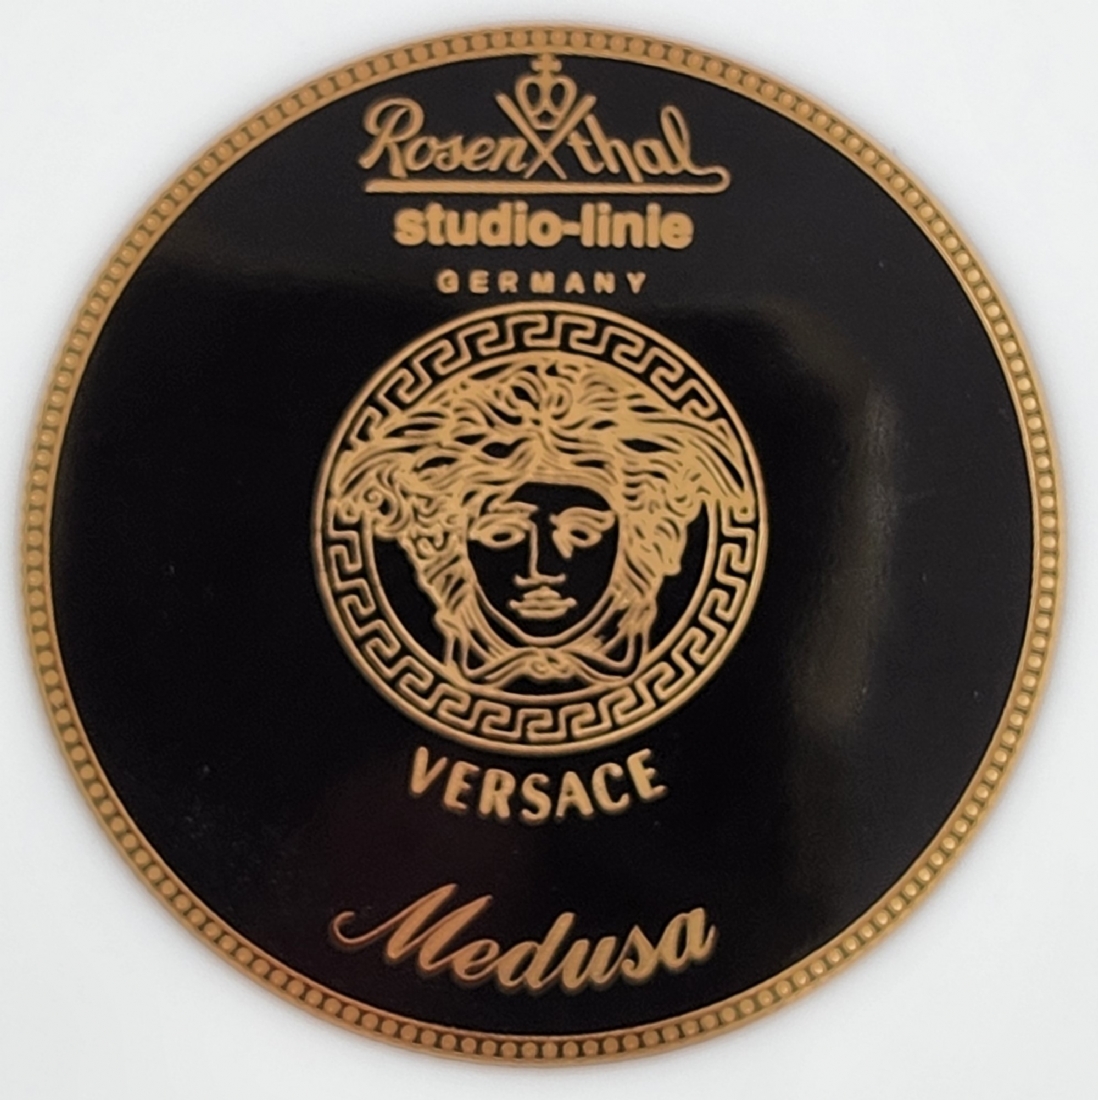 Rosenthal
studio-linie
GERMANY
VERSACE
Medusa